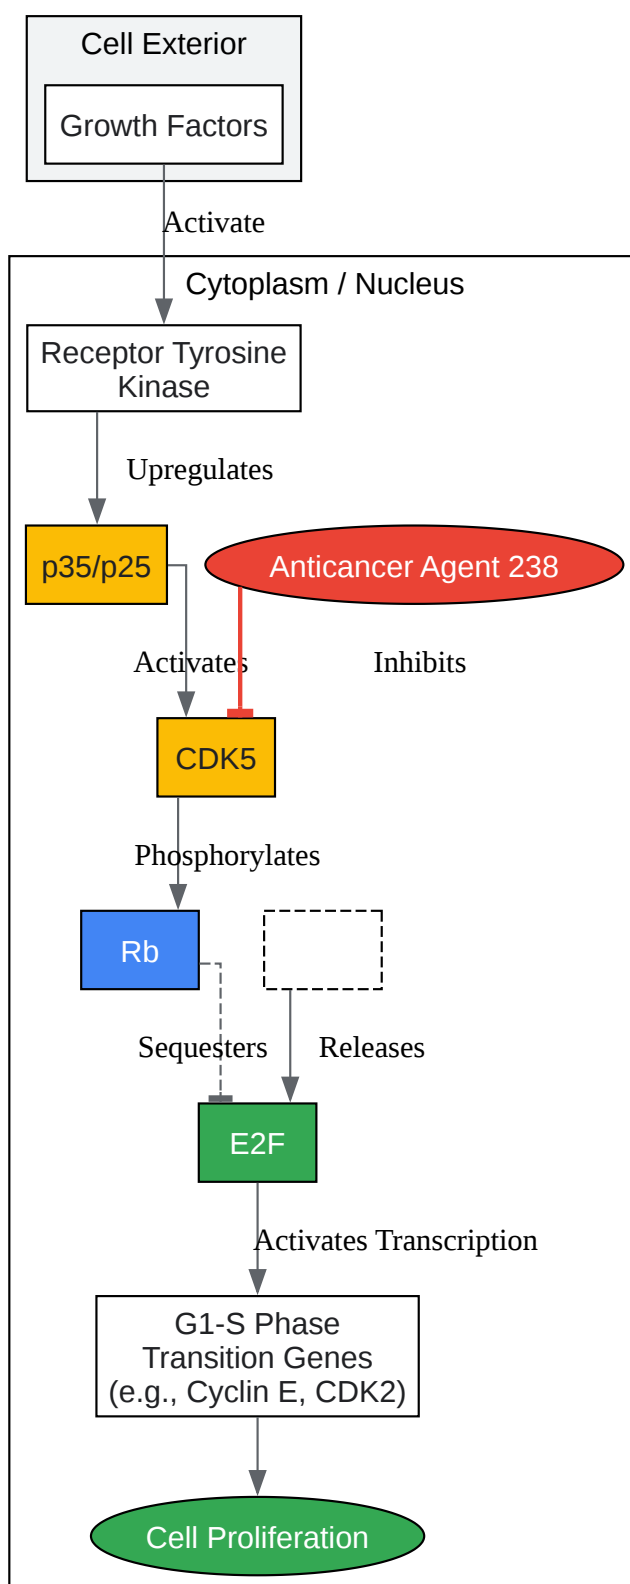 Cell Exterior
Growth Factors
Activate
Cytoplasm / Nucleus
Receptor Tyrosine
Kinase
Upregulates
p35/p25
Anticancer Agent 238
Activates
Inhibits
CDK5
Phosphorylates
Rb
Sequesters
Releases
E2F
Activates Transcription
G1-S Phase
Transition Genes
(e.g., Cyclin E, CDK2)
Cell Proliferation